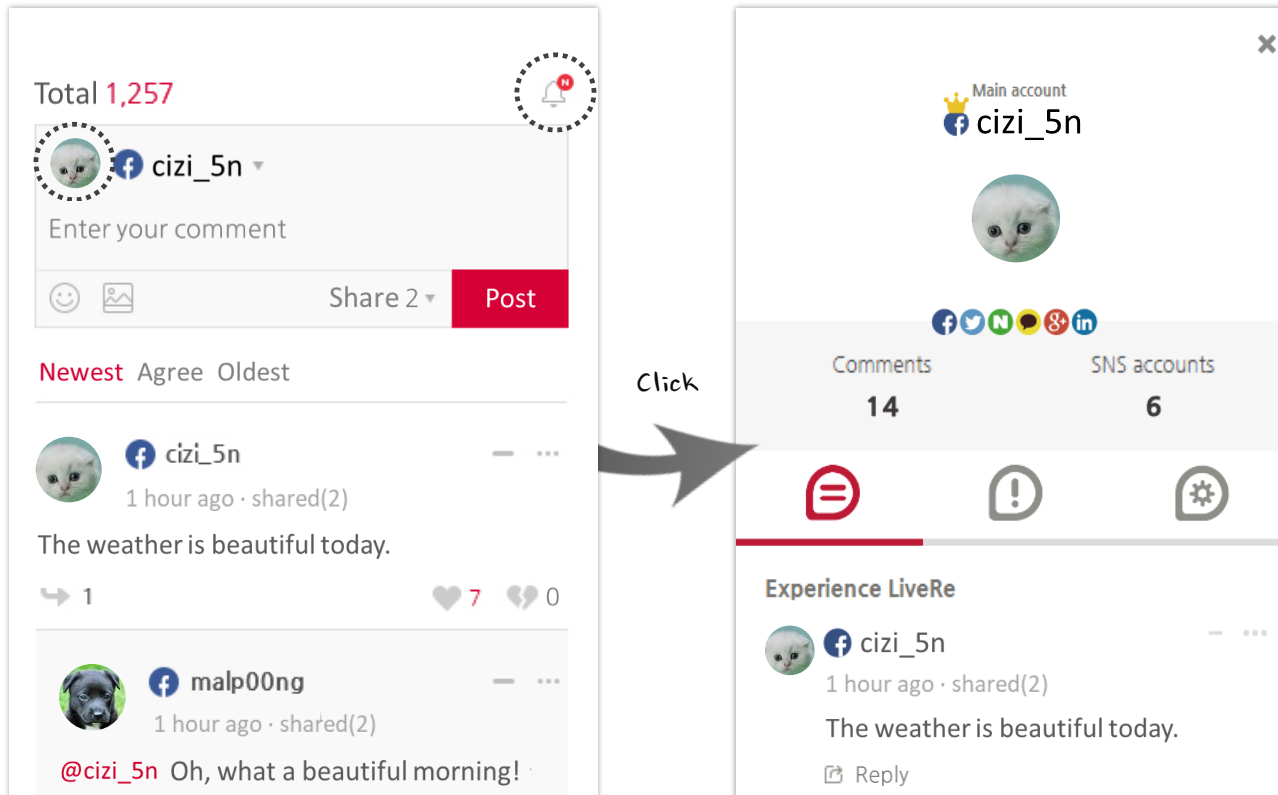 Total 1,257
N
cizi_5n
Enter your comment
Share 2
Post
Newest Agree Oldest
cizi_5n
1 hour ago · shared(2)
The weather is beautiful today.
1
7
0
malp00ng
1 hour ago · shared(2)
@cizi_5n Oh, what a beautiful morning!
Click
Main account
cizi_5n
Comments
SNS accounts
14
6
Experience LiveRe
cizi_5n
1 hour ago · shared(2)
The weather is beautiful today.
Reply